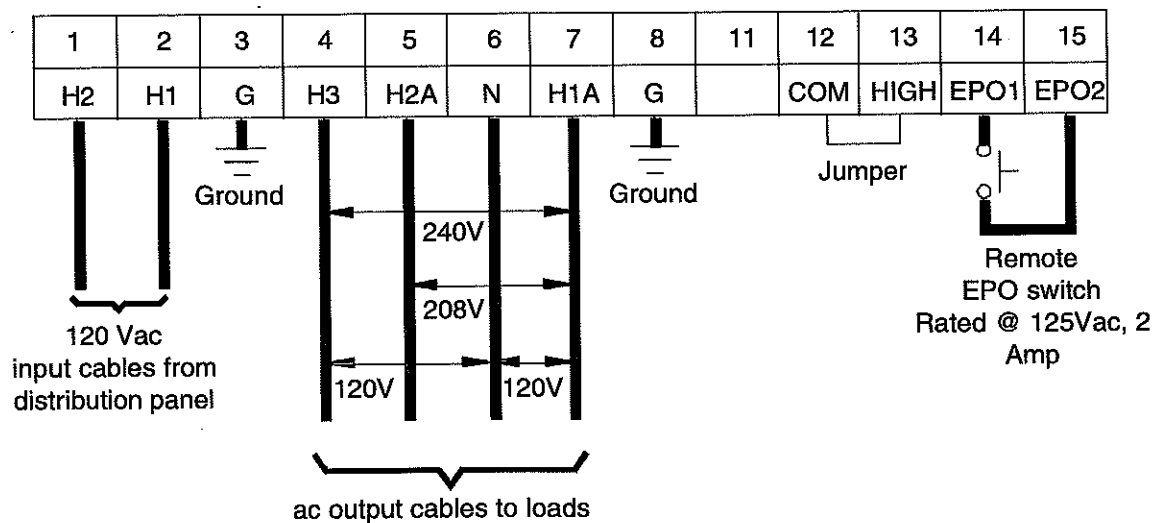 1 2 3 4 5 6 7 8 11 12 13 14 15
H2 H1 G H3 H2A N H1A G COM HIGH EPO1 EPO2
Ground
Ground
Jumper
240V
208V
120V
120V
120 Vac
input cables from
distribution panel
Remote
EPO switch
Rated @ 125Vac, 2
Amp
ac output cables to loads